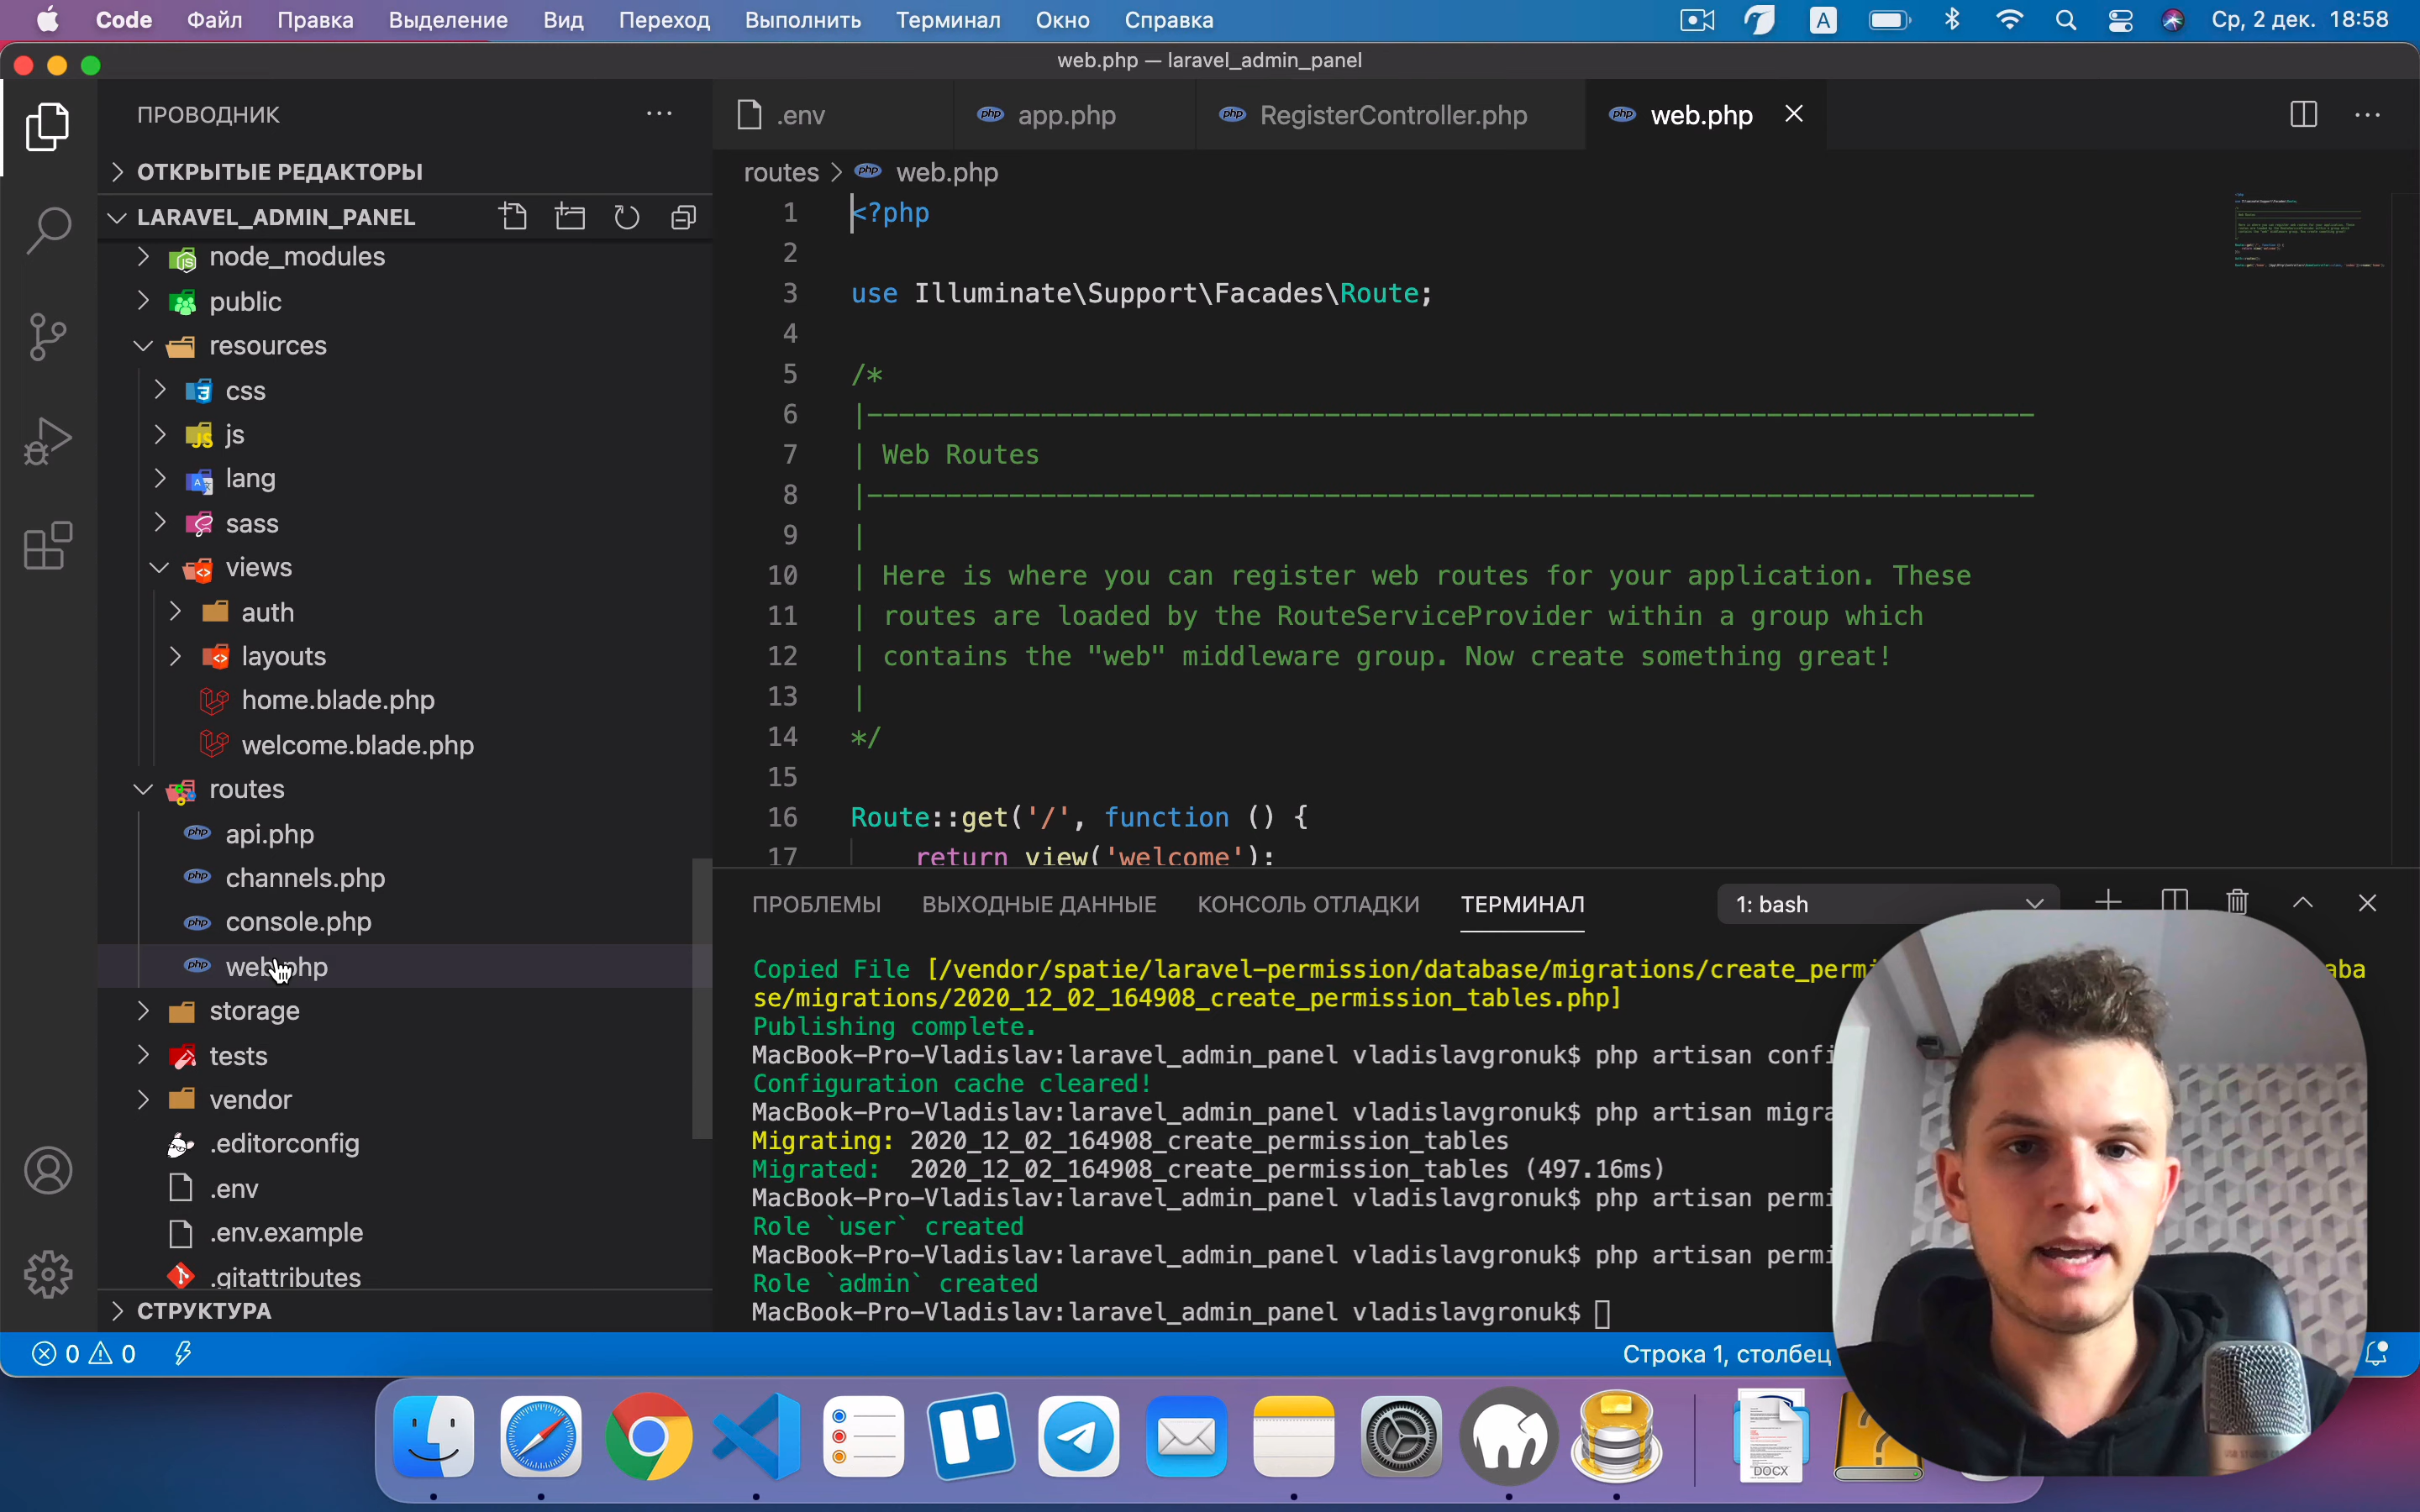 Code Файл Правка Выделение Вид Переход Выполнить Терминал Окно Справка A Ср, 2 дек. 18:58
web.php — laravel_admin_panel
ПРОВОДНИК
.env app.php RegisterController.php web.php
ОТКРЫТЫЕ РЕДАКТОРЫ
routes > web.php
LARAVEL_ADMIN_PANEL
node_modules
public
resources
css
js
lang
sass
views
auth
layouts
home.blade.php
welcome.blade.php
routes
api.php
channels.php
console.php
web.php
storage
tests
vendor
.editorconfig
.env
.env.example
.gitattributes
СТРУКТУРА
1 <?php
2
3 use Illuminate\Support\Facades\Route;
4
5 /*
6 |--------------------------------------------------------------------------
7 | Web Routes
8 |--------------------------------------------------------------------------
9 |
10 | Here is where you can register web routes for your application. These
11 | routes are loaded by the RouteServiceProvider within a group which
12 | contains the "web" middleware group. Now create something great!
13 |
14 */
15
16 Route::get('/', function () {
17 return view('welcome');
ПРОБЛЕМЫ ВЫХОДНЫЕ ДАННЫЕ КОНСОЛЬ ОТЛАДКИ ТЕРМИНАЛ 1: bash
Copied File [/vendor/spatie/laravel-permission/database/migrations/create_perm aba
se/migrations/2020_12_02_164908_create_permission_tables.php]
Publishing complete.
MacBook-Pro-Vladislav:laravel_admin_panel vladislavgronuk$ php artisan confi
Configuration cache cleared!
MacBook-Pro-Vladislav:laravel_admin_panel vladislavgronuk$ php artisan migra
Migrating: 2020_12_02_164908_create_permission_tables
Migrated: 2020_12_02_164908_create_permission_tables (497.16ms)
MacBook-Pro-Vladislav:laravel_admin_panel vladislavgronuk$ php artisan permi
Role `user` created
MacBook-Pro-Vladislav:laravel_admin_panel vladislavgronuk$ php artisan permi
Role `admin` created
MacBook-Pro-Vladislav:laravel_admin_panel vladislavgronuk$
0 0 Строка 1, столбец
DOCX